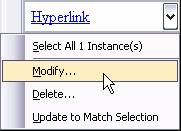 Hyperlink
Select All 1 Instance(s)
Modify...
Delete...
Update to Match Selection